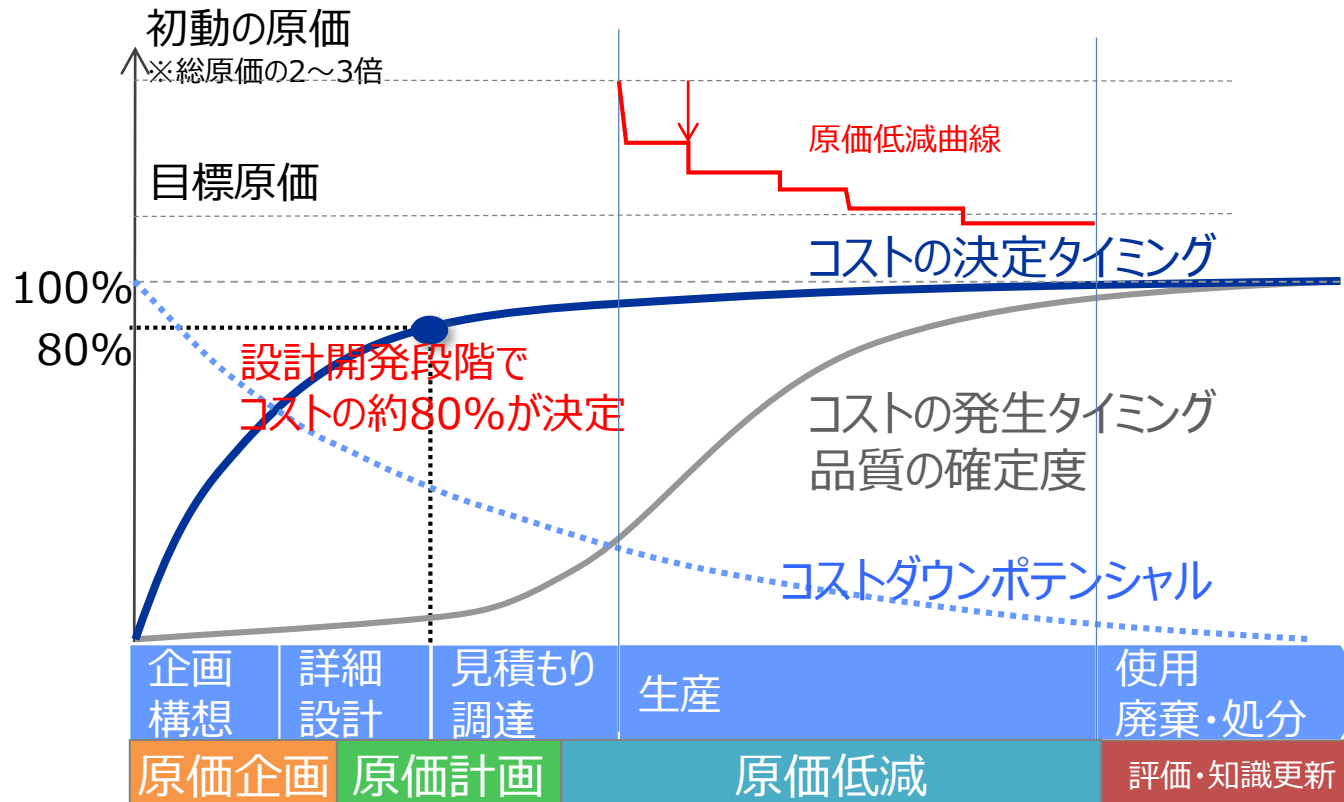 初動の原価
※総原価の2～3倍
原価低減曲線
目標原価
コストの決定タイミング
100%
80%
設計開発段階で
コストの約80%が決定
コストの発生タイミング
品質の確定度
コストダウンポテンシャル
企画
構想
詳細
設計
見積もり
調達
生産
使用
廃棄・処分
原価企画
原価計画
原価低減
評価・知識更新